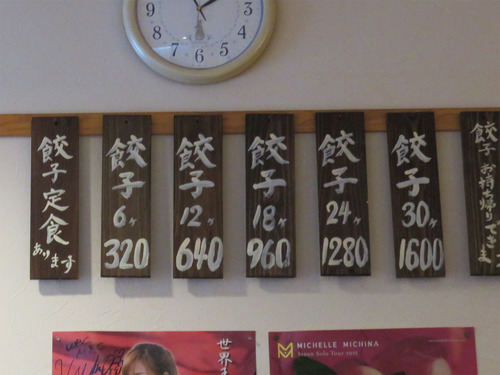 9
8
7
6
5
4
3
餃子定食
あります
餃子
6ヶ
320
餃子
12ヶ
640
餃子
18ヶ
960
餃子
24ヶ
1280
餃子
30ヶ
1600
餃子お持ち帰りできます
世界
M MICHELLE MICHINA
Japan Solo Tour